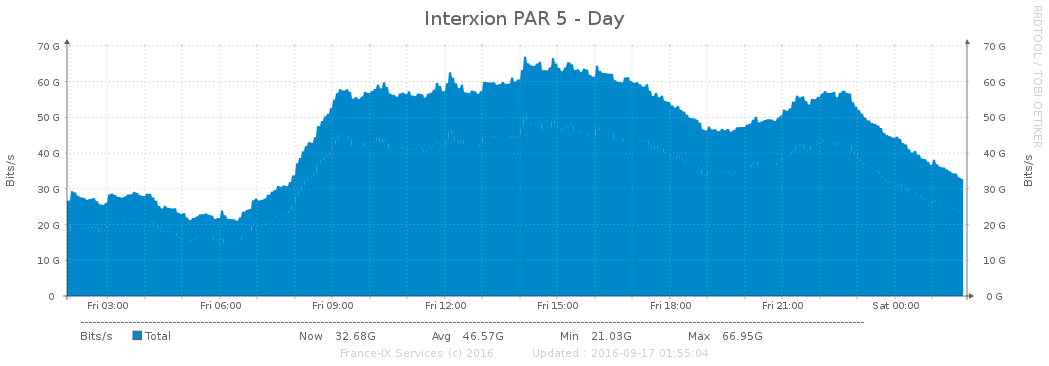 Interxion PAR 5 - Day
RRDTOOL / TOBI OETIKER
Bits/s
70 G
60 G
50 G
40 G
30 G
20 G
10 G
0
70 G
60 G
50 G
40 G
30 G
20 G
10 G
0 G
Bits/s
Fri 03:00 Fri 06:00 Fri 09:00 Fri 12:00 Fri 15:00 Fri 18:00 Fri 21:00 Sat 00:00
Bits/s Total Now 32.68G Avg 46.57G Min 21.03G Max 66.95G
France-IX Services (c) 2016 Updated : 2016-09-17 01:55:04